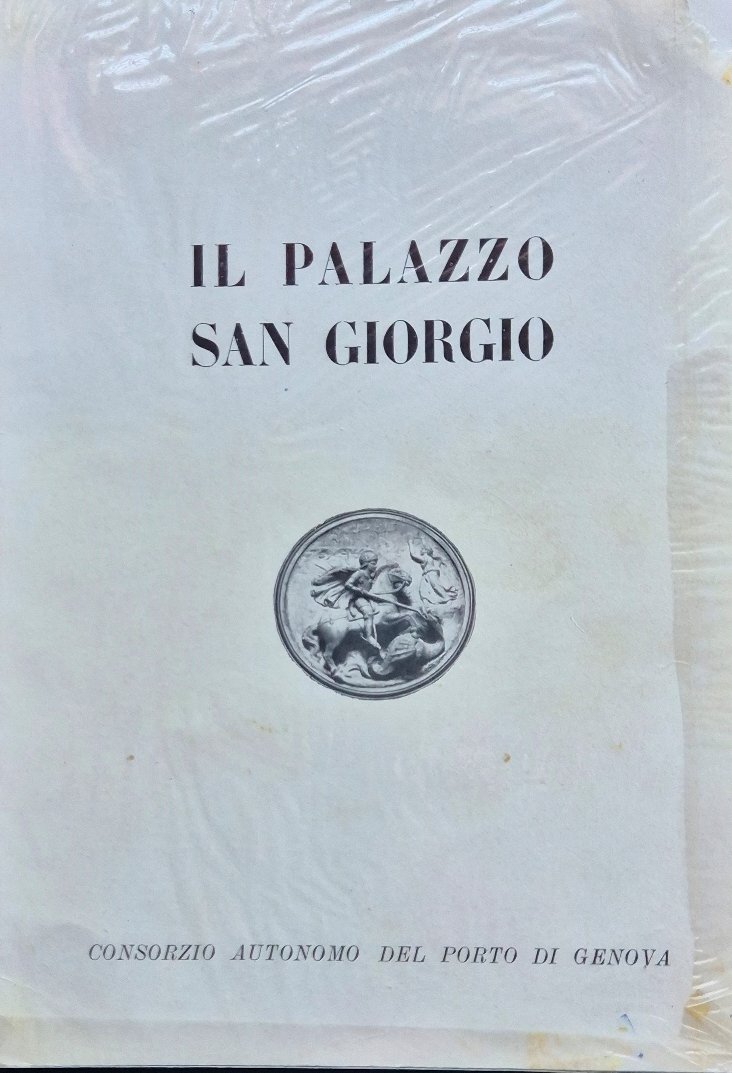 IL PALAZZO
SAN GIORGIO
CONSORZIO AUTONOMO DEL PORTO DI GENOVA